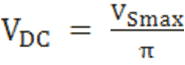 V_DC = V_Smax / π